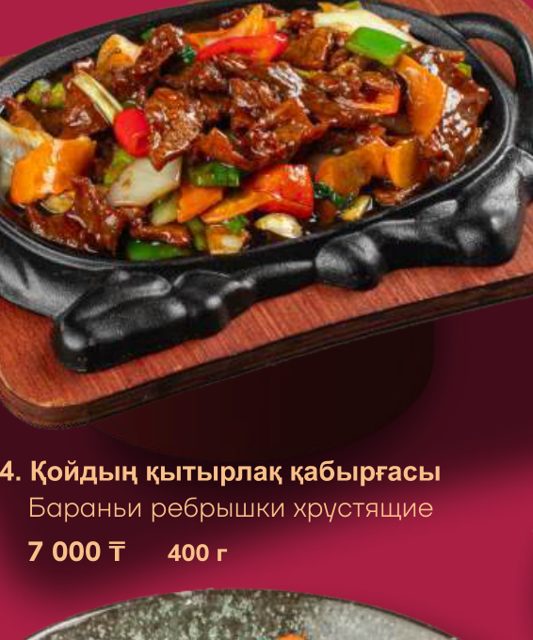 4. Қойдың қытырлақ қабырғасы
Бараньи ребрышки хрустящие
7 000 ₸ 400 г